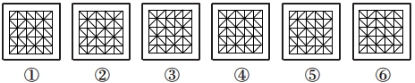 ① ② ③ ④ ⑤ ⑥